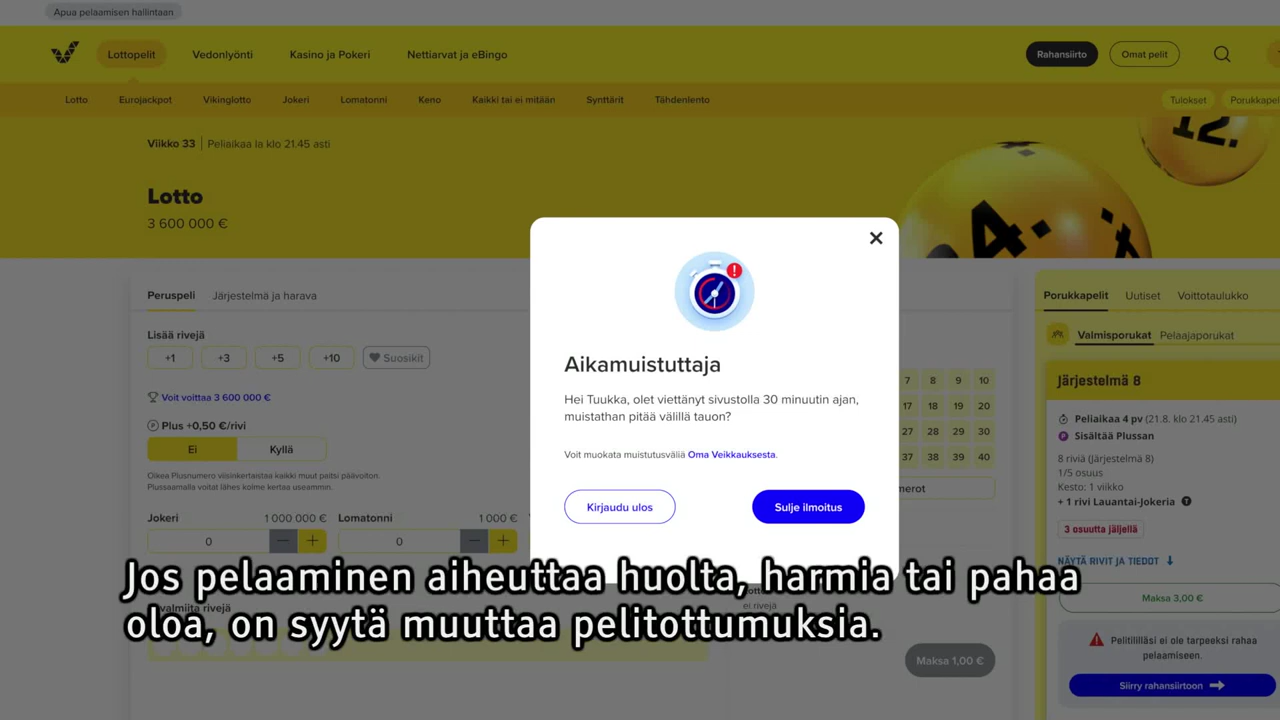 Apua pelaamisen hallintaan
Lottopelit Vedonlyönti Kasino ja Pokeri Nettiarvat ja eBingo Rahansiirto Omat pelit
Lotto Eurojackpot Vikinglotto Jokeri Lomatonni Keno Kaikki tai ei mitään Synttärit Tähdenlento Tulokset Porukkapel
Viikko 33 | Peliaikaa la klo 21.45 asti
Lotto
3 600 000 €
12.
4.
Peruspeli Järjestelmä ja harava
Lisää rivejä
+1 +3 +5 +10 Suosikit
Voit voittaa 3 600 000 €
Plus +0,50 €/rivi
Ei Kyllä
Oikea Plusnumero viisinkertaistaa kaikki muut paitsi päävoiton.
Plussaamalla voitat lähes kolme kertaa useammin.
Jokeri 1 000 000 € Lomatonni 1 000 €
0 — + 0 — +
valmiita rivejä
Aikamuistuttaja
Hei Tuukka, olet viettänyt sivustolla 30 minuutin ajan,
muistathan pitää välillä tauon?
Voit muokata muistutusväliä Oma Veikkauksesta.
Kirjaudu ulos Sulje ilmoitus
7 8 9 10
17 18 19 20
27 28 29 30
37 38 39 40
merot
ei rivejä
Maksa 1,00 €
Porukkapelit Uutiset Voittotaulukko
Valmisporukat Pelaajaporukat
Järjestelmä 8
Peliaikaa 4 pv (21.8. klo 21.45 asti)
Sisältää Plussan
8 riviä (Järjestelmä 8)
1/5 osuus
Kesto: 1 viikko
+ 1 rivi Lauantai-Jokeria ?
3 osuutta jäljellä
NÄYTÄ RIVIT JA TIEDOT
Maksa 3,00 €
Pelitilillläsi ei ole tarpeeksi rahaa
pelaamiseen.
Siirry rahansiirtoon
Jos pelaaminen aiheuttaa huolta, harmia tai pahaa
oloa, on syytä muuttaa pelitottumuksia.